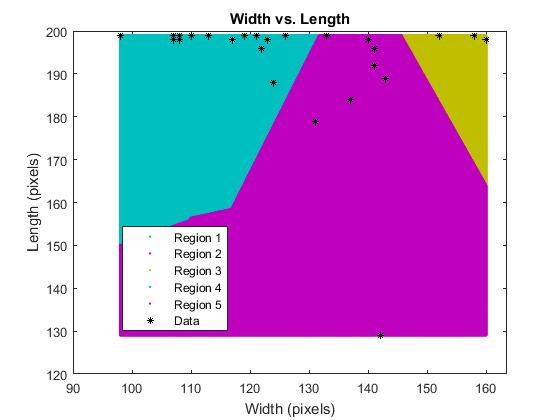 Width vs. Length
200
190
180
170
160
150
140
130
120
Length (pixels)
Region 1
Region 2
Region 3
Region 4
Region 5
Data
90 100 110 120 130 140 150 160
Width (pixels)